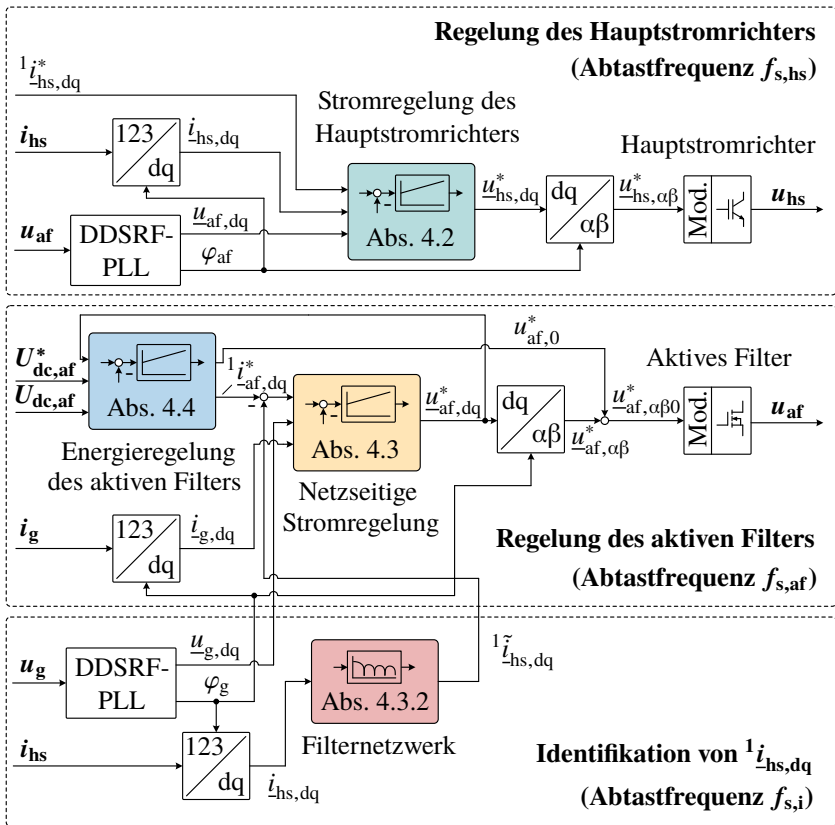 Regelung des Hauptstromrichters
(Abtastfrequenz f_s,hs)
¹i*_hs,dq
Stromregelung des
Hauptstromrichters
i_hs
123
dq
i_hs,dq
Hauptstromrichter
u_af
DDSRF-
PLL
u_af,dq
φ_af
Abs. 4.2
u*_hs,dq
dq
αβ
u*_hs,αβ
Mod.
u_hs
U*_dc,af
U_dc,af
Abs. 4.4
u*_af,0
¹i*_af,dq
Energieregelung
des aktiven Filters
Abs. 4.3
Netzseitige
Stromregelung
u*_af,dq
dq
αβ
u*_af,αβ
u*_af,αβ0
Aktives Filter
Mod.
u_af
i_g
123
dq
i_g,dq
Regelung des aktiven Filters
(Abtastfrequenz f_s,af)
u_g
DDSRF-
PLL
u_g,dq
φ_g
Abs. 4.3.2
Filternetzwerk
¹ĩ_hs,dq
i_hs
123
dq
i_hs,dq
Identifikation von ¹i_hs,dq
(Abtastfrequenz f_s,i)